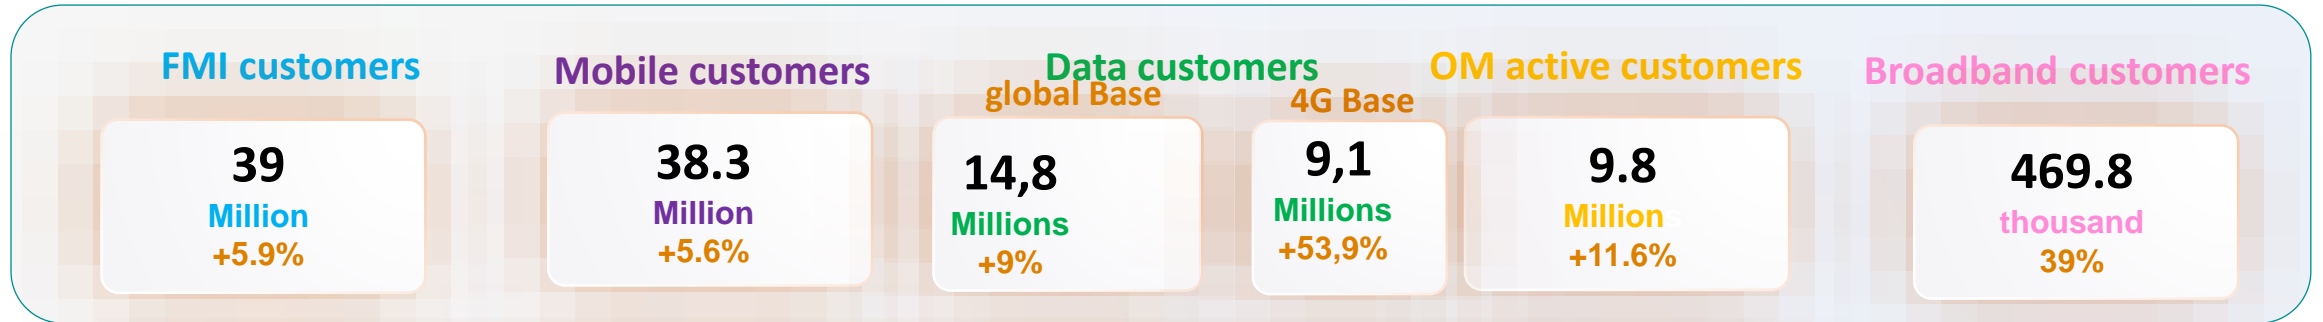 FMI customers
39
Million
+5.9%
Mobile customers
38.3
Million
+5.6%
Data customers
global Base
14,8
Millions
+9%
4G Base
9,1
Millions
+53,9%
OM active customers
9.8
Millions
+11.6%
Broadband customers
469.8
thousand
39%